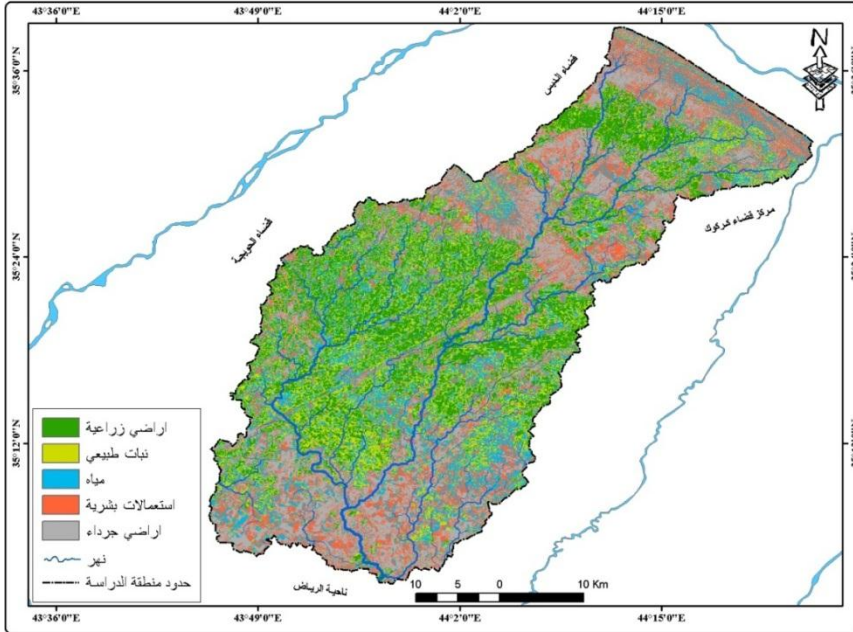 43°36'0"E 43°49'0"E 44°2'0"E 44°15'0"E
N
35°36'0"N
قضاء الدبس
مركز قضاء كركوك
قضاء الحويجة
35°24'0"N
35°12'0"N
اراضي زراعية
نبات طبيعي
مياه
استعمالات بشرية
اراضي جرداء
نهر
حدود منطقة الدراسة
ناحية الرياض
10 5 0 10 Km
43°36'0"E 43°49'0"E 44°2'0"E 44°15'0"E